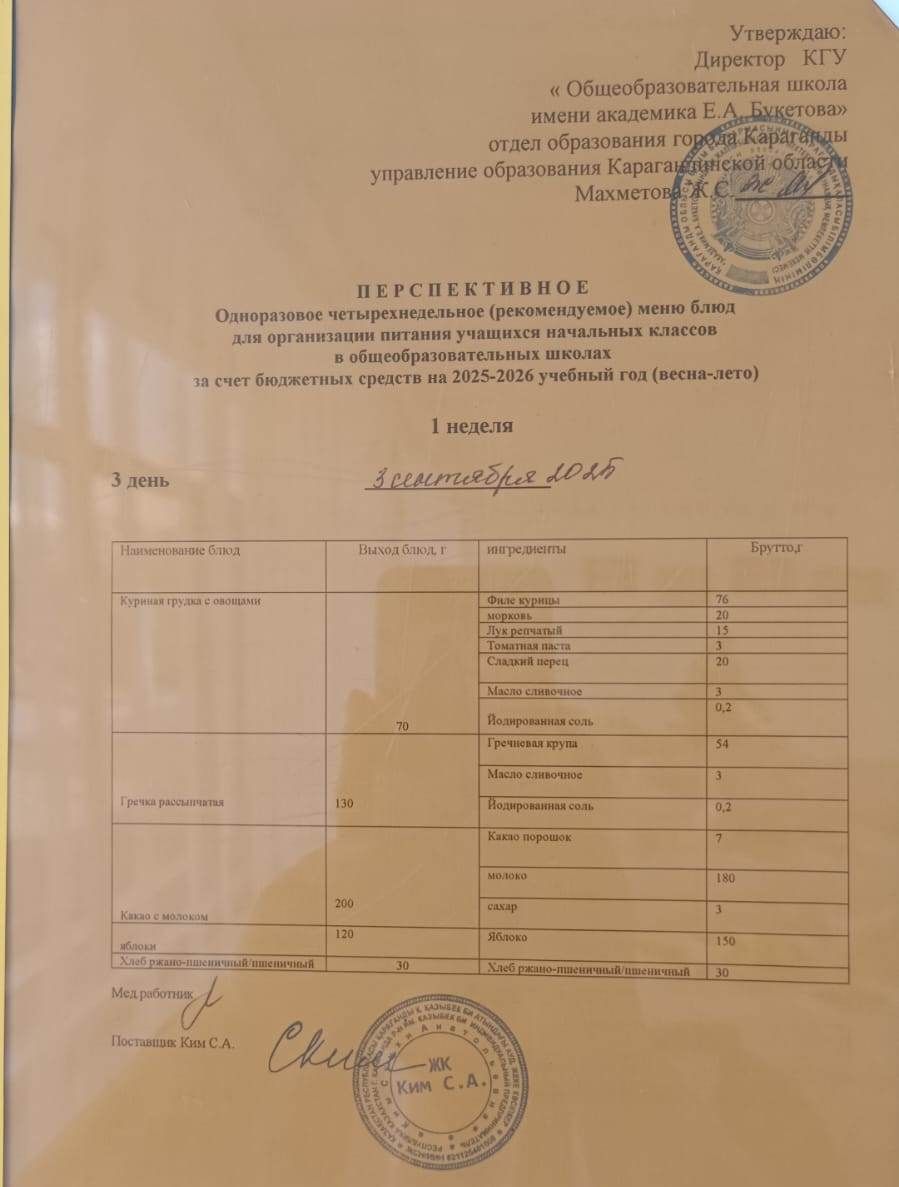 Утверждаю:
Директор КГУ
« Общеобразовательная школа
имени академика Е.А. Букетова»
отдел образования города Караганды
управление образования Карагандинской области
Махметова Ж.С.
П Е Р С П Е К Т И В Н О Е
Одноразовое четырехнедельное (рекомендуемое) меню блюд
для организации питания учащихся начальных классов
в общеобразовательных школах
за счет бюджетных средств на 2025-2026 учебный год (весна-лето)
1 неделя
3 день 3 сентября 2025
Наименование блюд Выход блюд, г ингредиенты Брутто,г
Куриная грудка с овощами Филе курицы 76
морковь 20
Лук репчатый 15
Томатная паста 3
Сладкий перец 20
Масло сливочное 3
70 Йодированная соль 0,2
Гречневая крупа 54
Масло сливочное 3
Гречка рассыпчатая 130 Йодированная соль 0,2
Какао порошок 7
молоко 180
Какао с молоком 200 сахар 3
яблоки 120 Яблоко 150
Хлеб ржано-пшеничный/пшеничный 30 Хлеб ржано-пшеничный/пшеничный 30
Мед.работник
Поставщик Ким С.А.
ЖК
Ким С.А.